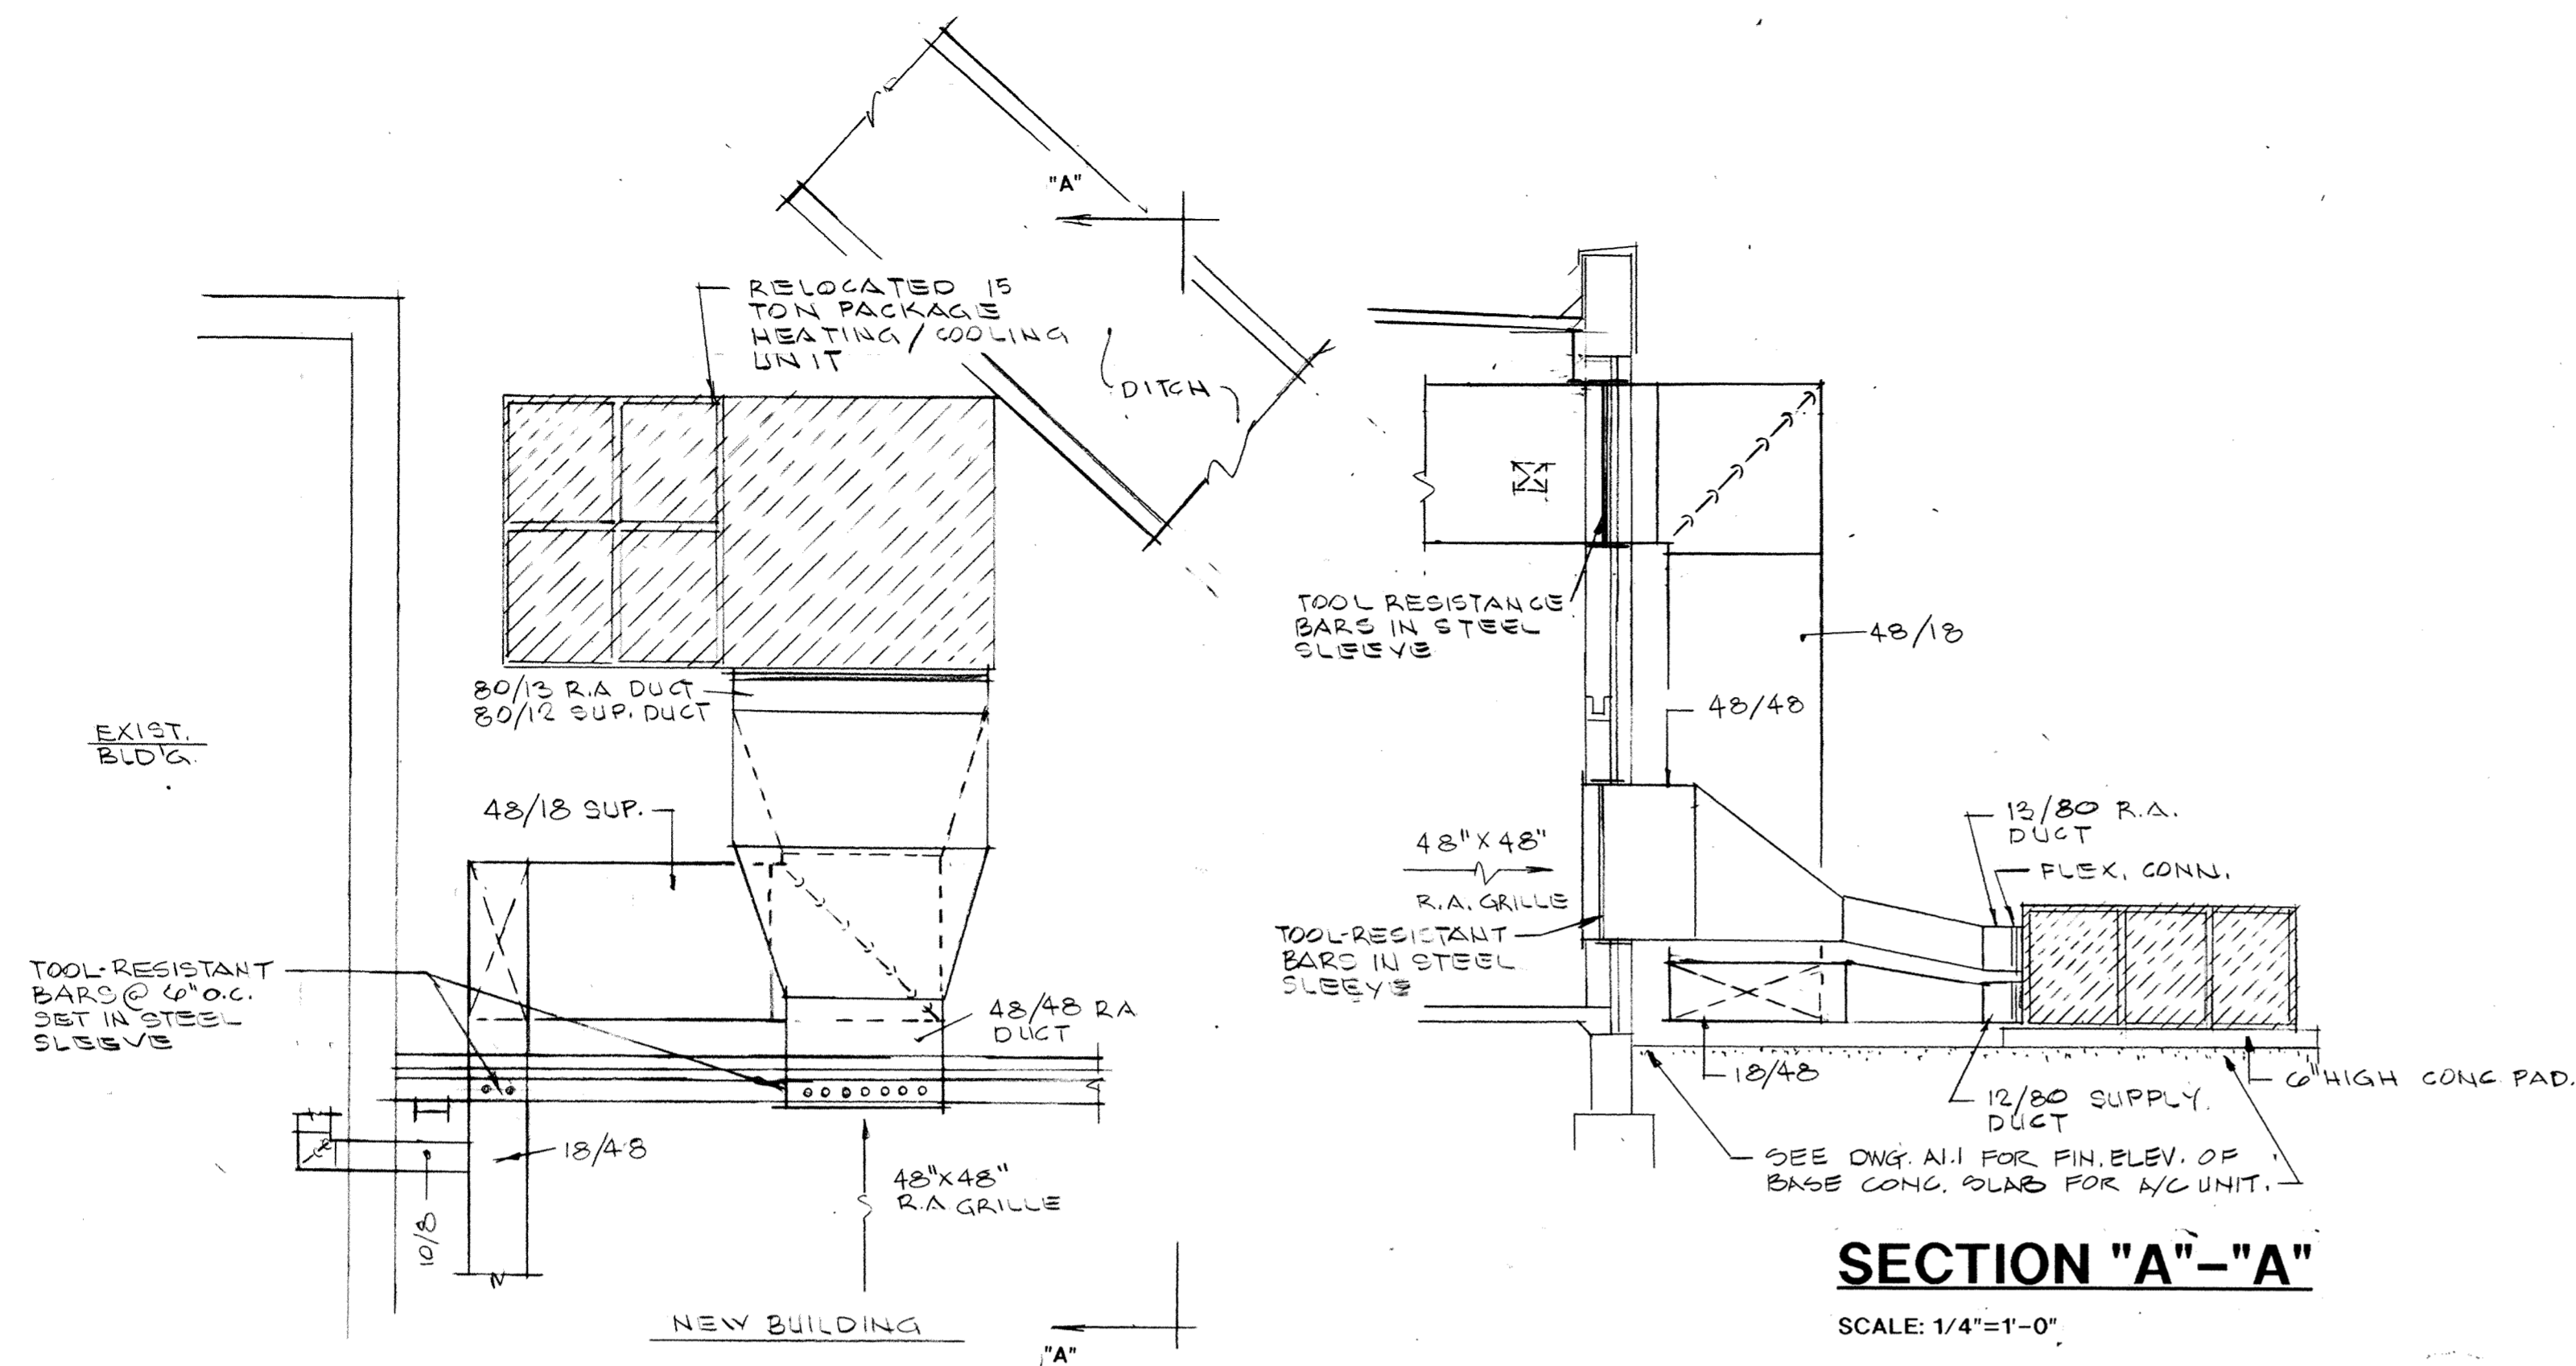 "A"
RELOCATED 15
TON PACKAGE
HEATING/COOLING
UNIT
DITCH
80/13 R.A DUCT
80/12 SUP. DUCT
EXIST.
BLD'G.
48/18 SUP.
TOOL-RESISTANT
BARS @ 6" O.C.
SET IN STEEL
SLEEVE
48/48 RA
DUCT
18/48
10/8
48"X48"
R.A. GRILLE
NEW BUILDING
"A"
TOOL RESISTANCE
BARS IN STEEL
SLEEVE
48/18
48/48
48"X48"
R.A. GRILLE
TOOL-RESISTANT
BARS IN STEEL
SLEEVE
13/80 R.A.
DUCT
FLEX. CONN.
18/48
12/80 SUPPLY
DUCT
6" HIGH CONC. PAD.
SEE DWG. A1.1 FOR FIN. ELEV. OF
BASE CONC. SLAB FOR A/C UNIT.
SECTION "A"-"A"
SCALE: 1/4"=1'-0"